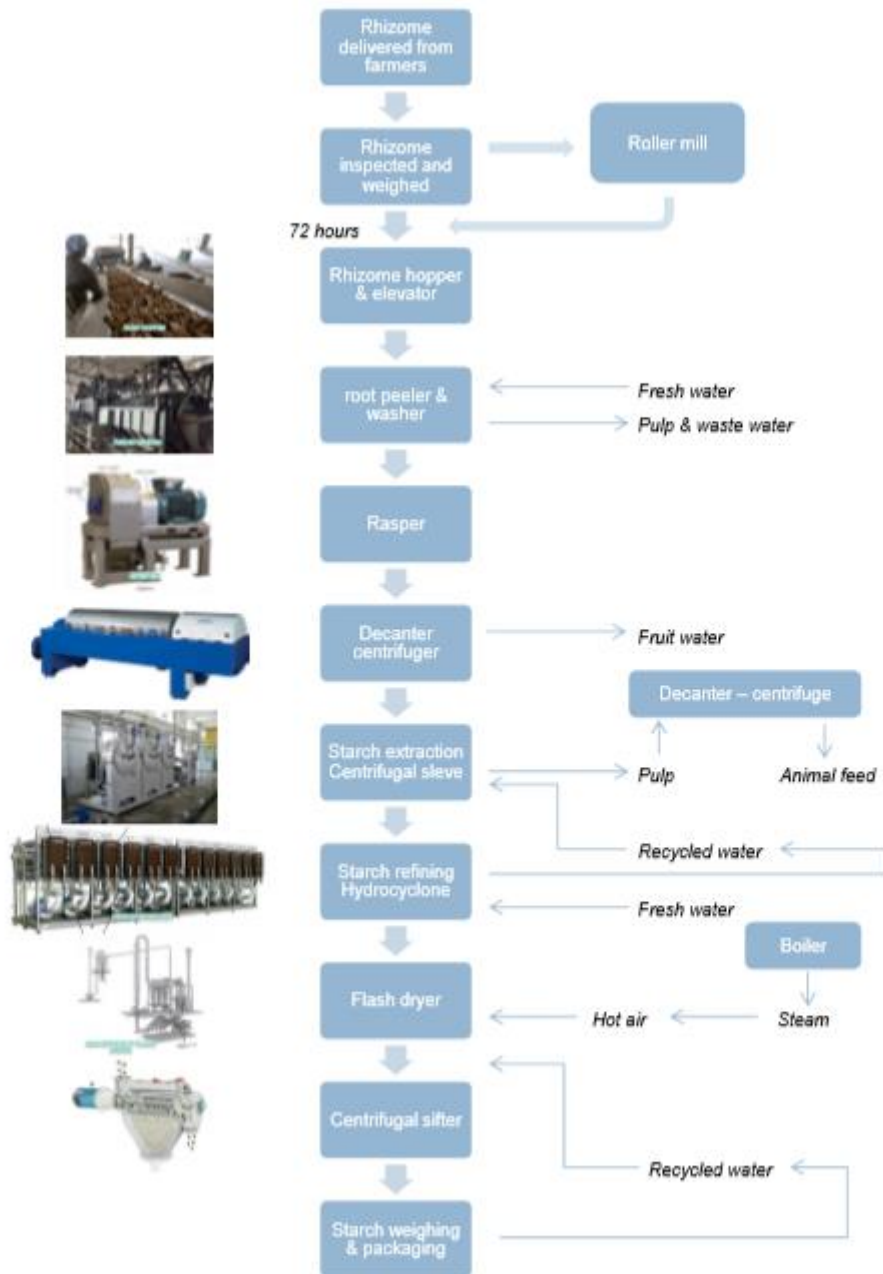 Rhizome
delivered from
farmers
Rhizome
inspected and
weighed
Roller mill
72 hours
Rhizome hopper
& elevator
root peeler &
washer
Fresh water
Pulp & waste water
Rasper
Decanter
centrifuger
Fruit water
Decanter – centrifuge
Starch extraction
Centrifugal sieve
Pulp
Animal feed
Recycled water
Starch refining
Hydrocyclone
Fresh water
Boiler
Flash dryer
Hot air
Steam
Centrifugal sifter
Recycled water
Starch weighing
& packaging